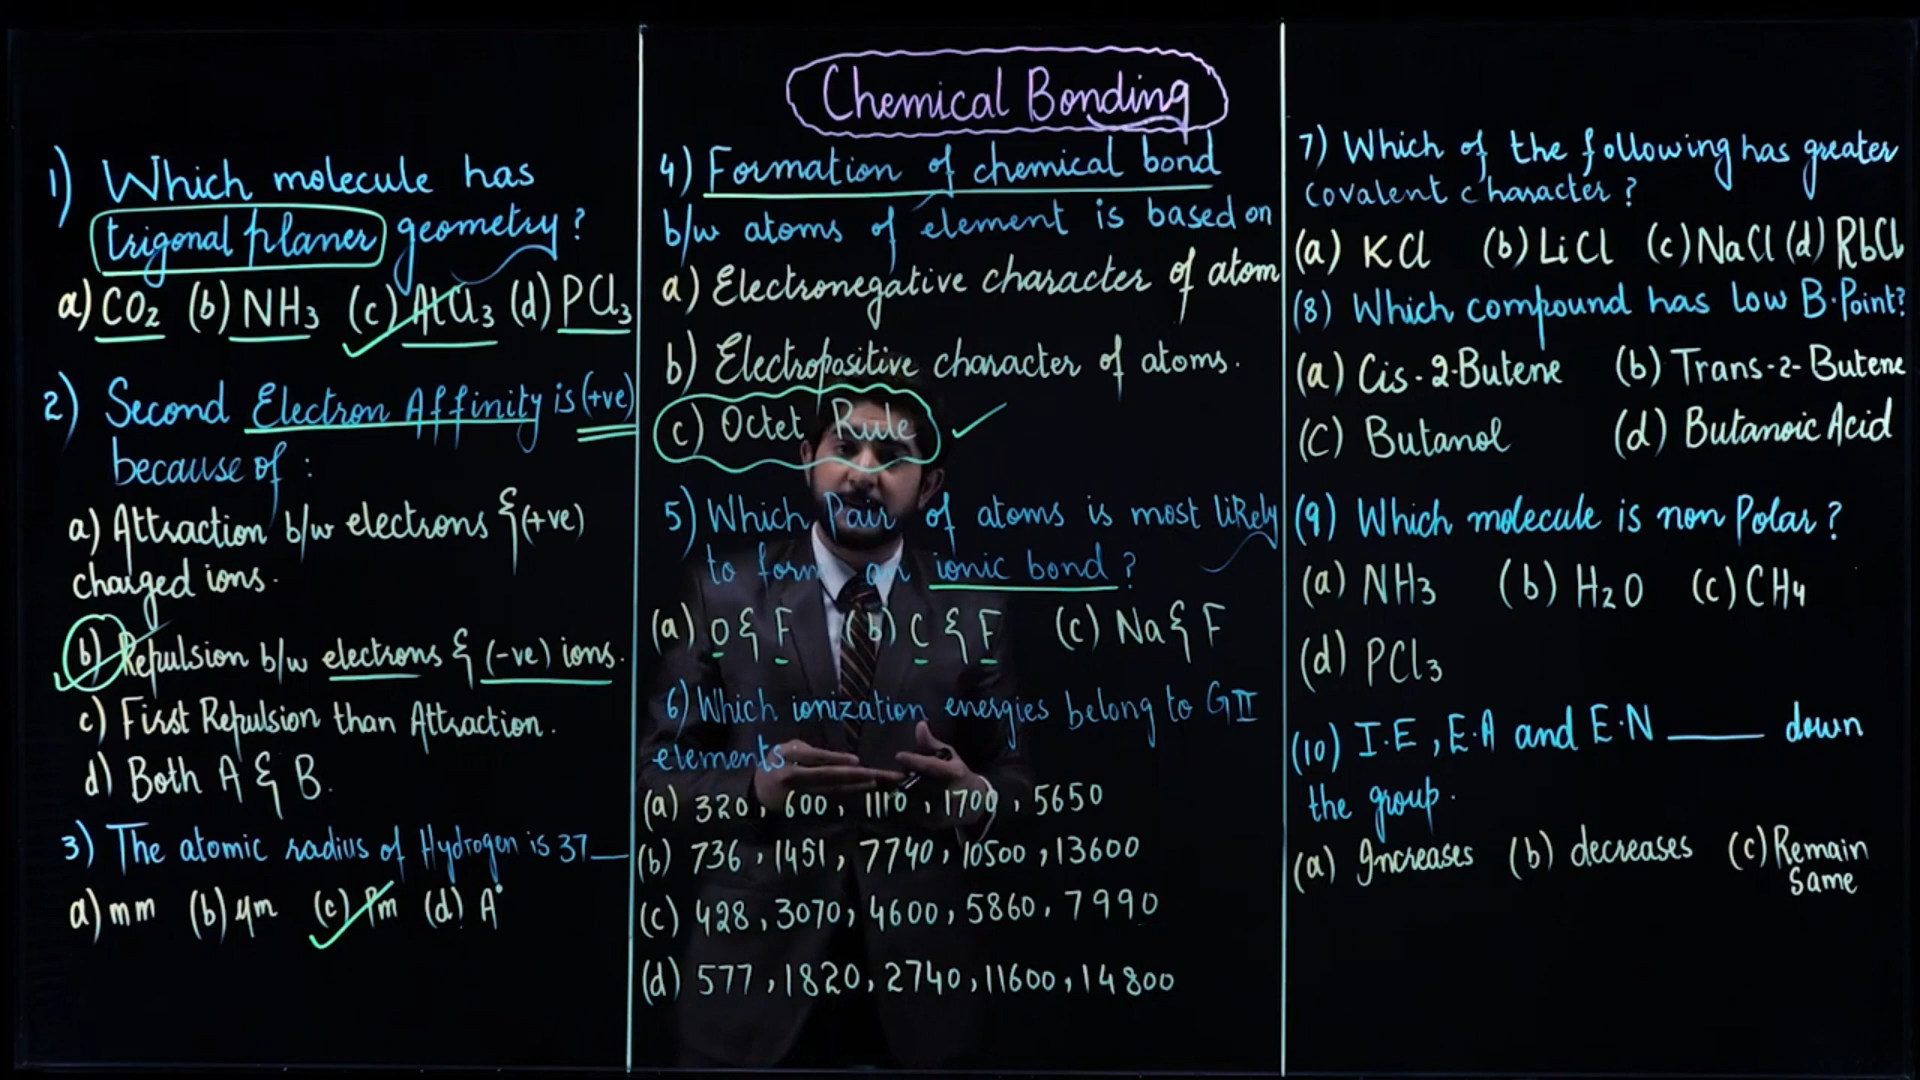 Chemical Bonding
1) Which molecule has
trigonal planer geometry?
a) CO2 (b) NH3 (c) AlCl3 (d) PCl3
2) Second Electron Affinity is (+ve)
because of :
a) Attraction b/w electrons & (+ve)
charged ions.
b) Repulsion b/w electrons & (-ve) ions.
c) First Repulsion than Attraction.
d) Both A & B.
3) The atomic radius of Hydrogen is 37__
a) mm (b) μm (c) Pm (d) A°
4) Formation of chemical bond
b/w atoms of element is based on
a) Electronegative character of atom
b) Electropositive character of atoms.
c) Octet Rule
5) Which Pair of atoms is most likely
to form an ionic bond?
(a) O & F (b) C & F (c) Na & F
6) Which ionization energies belong to GII
elements.
(a) 320, 600, 1110, 1700, 5650
(b) 736, 1451, 7740, 10500, 13600
(c) 428, 3070, 4600, 5860, 7990
(d) 577, 1820, 2740, 11600, 14800
7) Which of the following has greater
covalent character?
(a) KCl (b) LiCl (c) NaCl (d) RbCl
(8) Which compound has low B.Point?
(a) Cis-2-Butene (b) Trans-2-Butene
(C) Butanol (d) Butanoic Acid
(9) Which molecule is non Polar?
(a) NH3 (b) H2O (c) CH4
(d) PCl3
(10) I.E, E.A and E.N ____ down
the group.
(a) Increases (b) decreases (c) Remain
Same